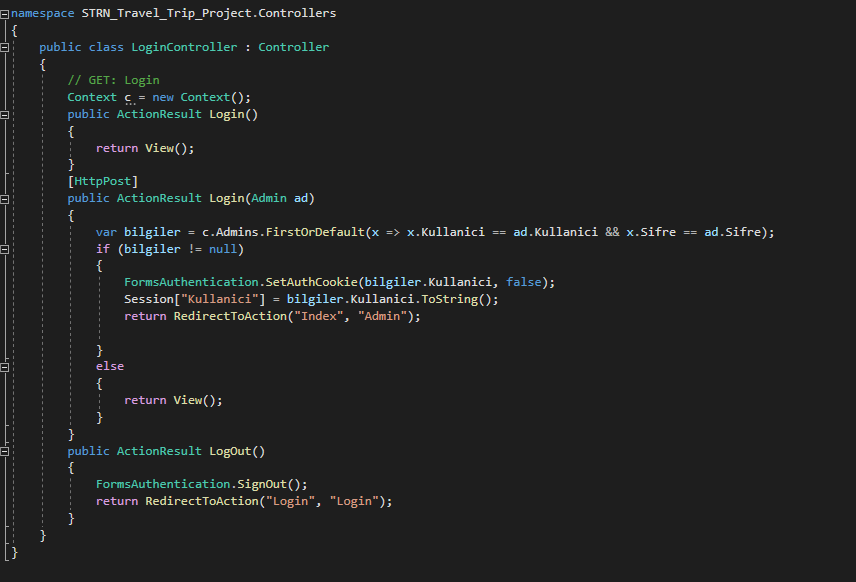 namespace STRN_Travel_Trip_Project.Controllers
{
public class LoginController : Controller
{
// GET: Login
Context c = new Context();
public ActionResult Login()
{
return View();
}
[HttpPost]
public ActionResult Login(Admin ad)
{
var bilgiler = c.Admins.FirstOrDefault(x => x.Kullanici == ad.Kullanici && x.Sifre == ad.Sifre);
if (bilgiler != null)
{
FormsAuthentication.SetAuthCookie(bilgiler.Kullanici, false);
Session["Kullanici"] = bilgiler.Kullanici.ToString();
return RedirectToAction("Index", "Admin");
}
else
{
return View();
}
}
public ActionResult LogOut()
{
FormsAuthentication.SignOut();
return RedirectToAction("Login", "Login");
}
}
}